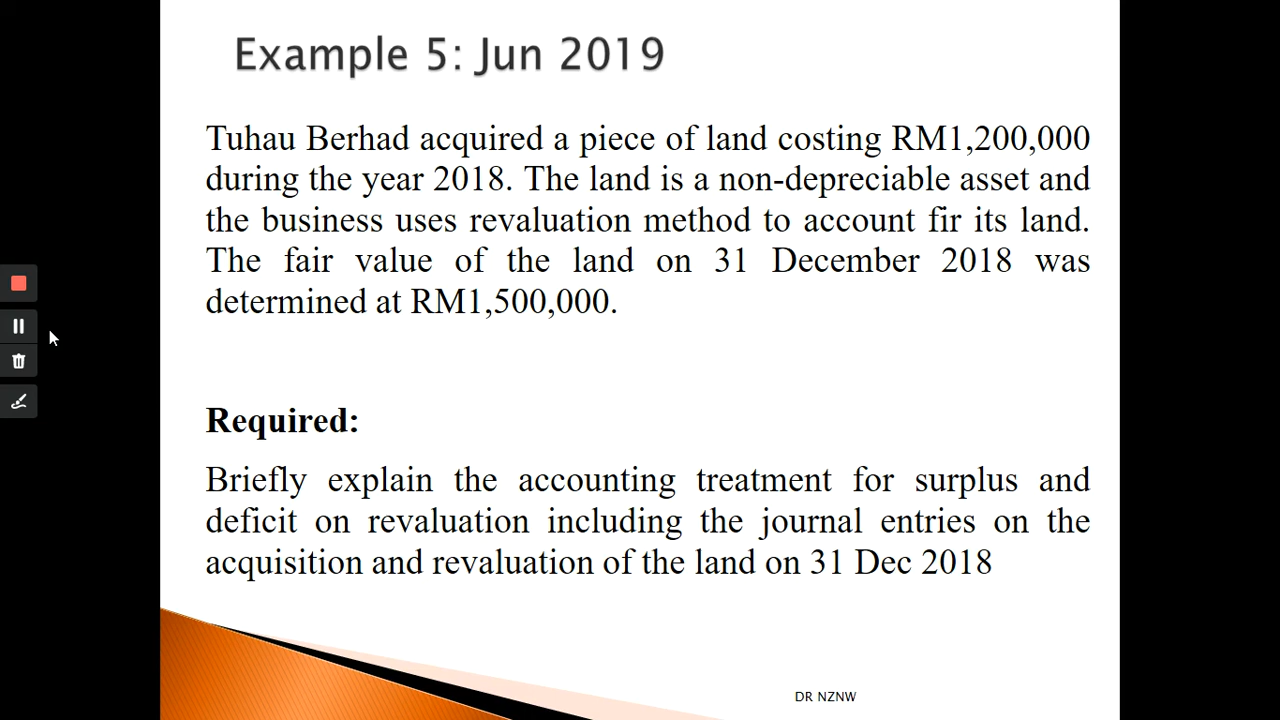 Example 5: Jun 2019
Tuhau Berhad acquired a piece of land costing RM1,200,000
during the year 2018. The land is a non-depreciable asset and
the business uses revaluation method to account fir its land.
The fair value of the land on 31 December 2018 was
determined at RM1,500,000.
Required:
Briefly explain the accounting treatment for surplus and
deficit on revaluation including the journal entries on the
acquisition and revaluation of the land on 31 Dec 2018
DR NZNW